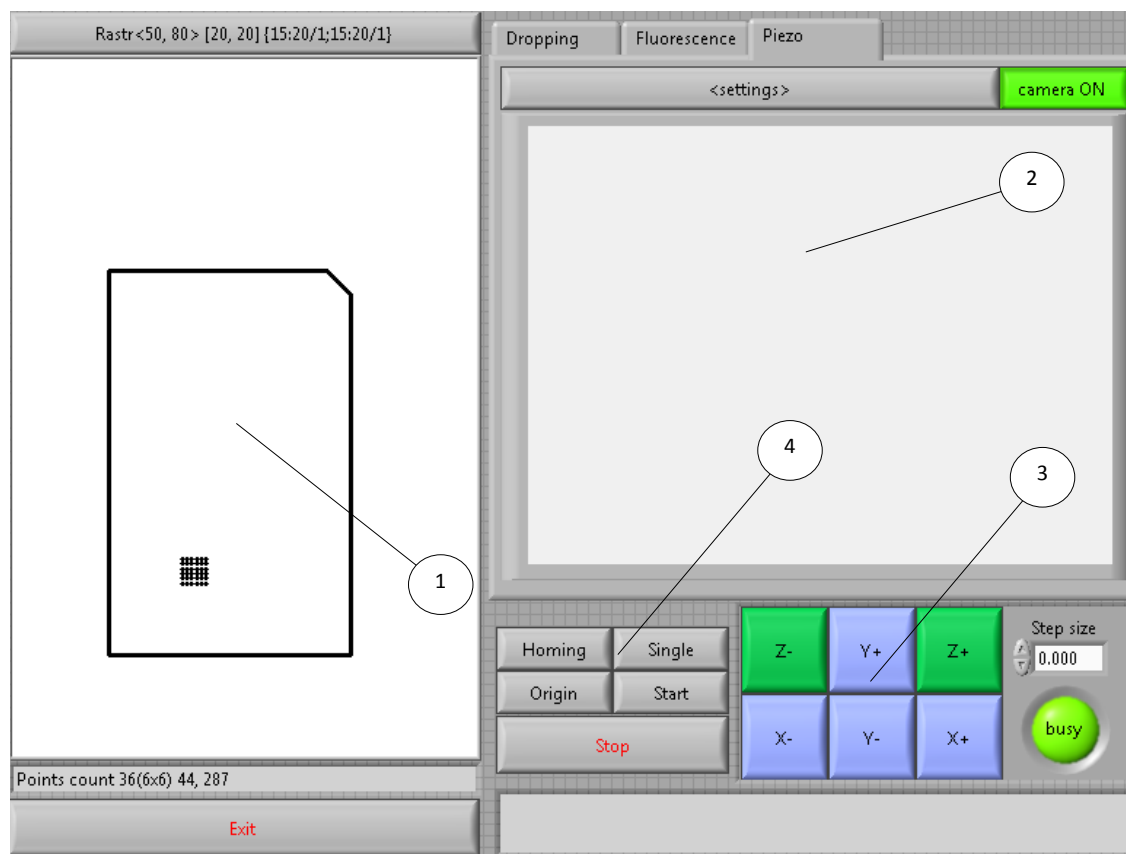 Rastr<50, 80> [20, 20] {15:20/1;15:20/1}
Dropping Fluorescence Piezo
<settings> camera ON
2
4
3
1
Homing Single
Origin Start
Stop
Z- Y+ Z+
X- Y- X+
Step size
0.000
busy
Points count 36(6x6) 44, 287
Exit